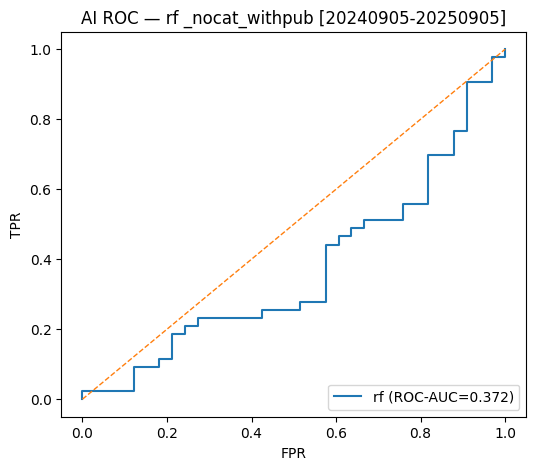 AI ROC — rf _nocat_withpub [20240905-20250905]
1.0
0.8
0.6
0.4
0.2
0.0
TPR
rf (ROC-AUC=0.372)
0.0 0.2 0.4 0.6 0.8 1.0
FPR